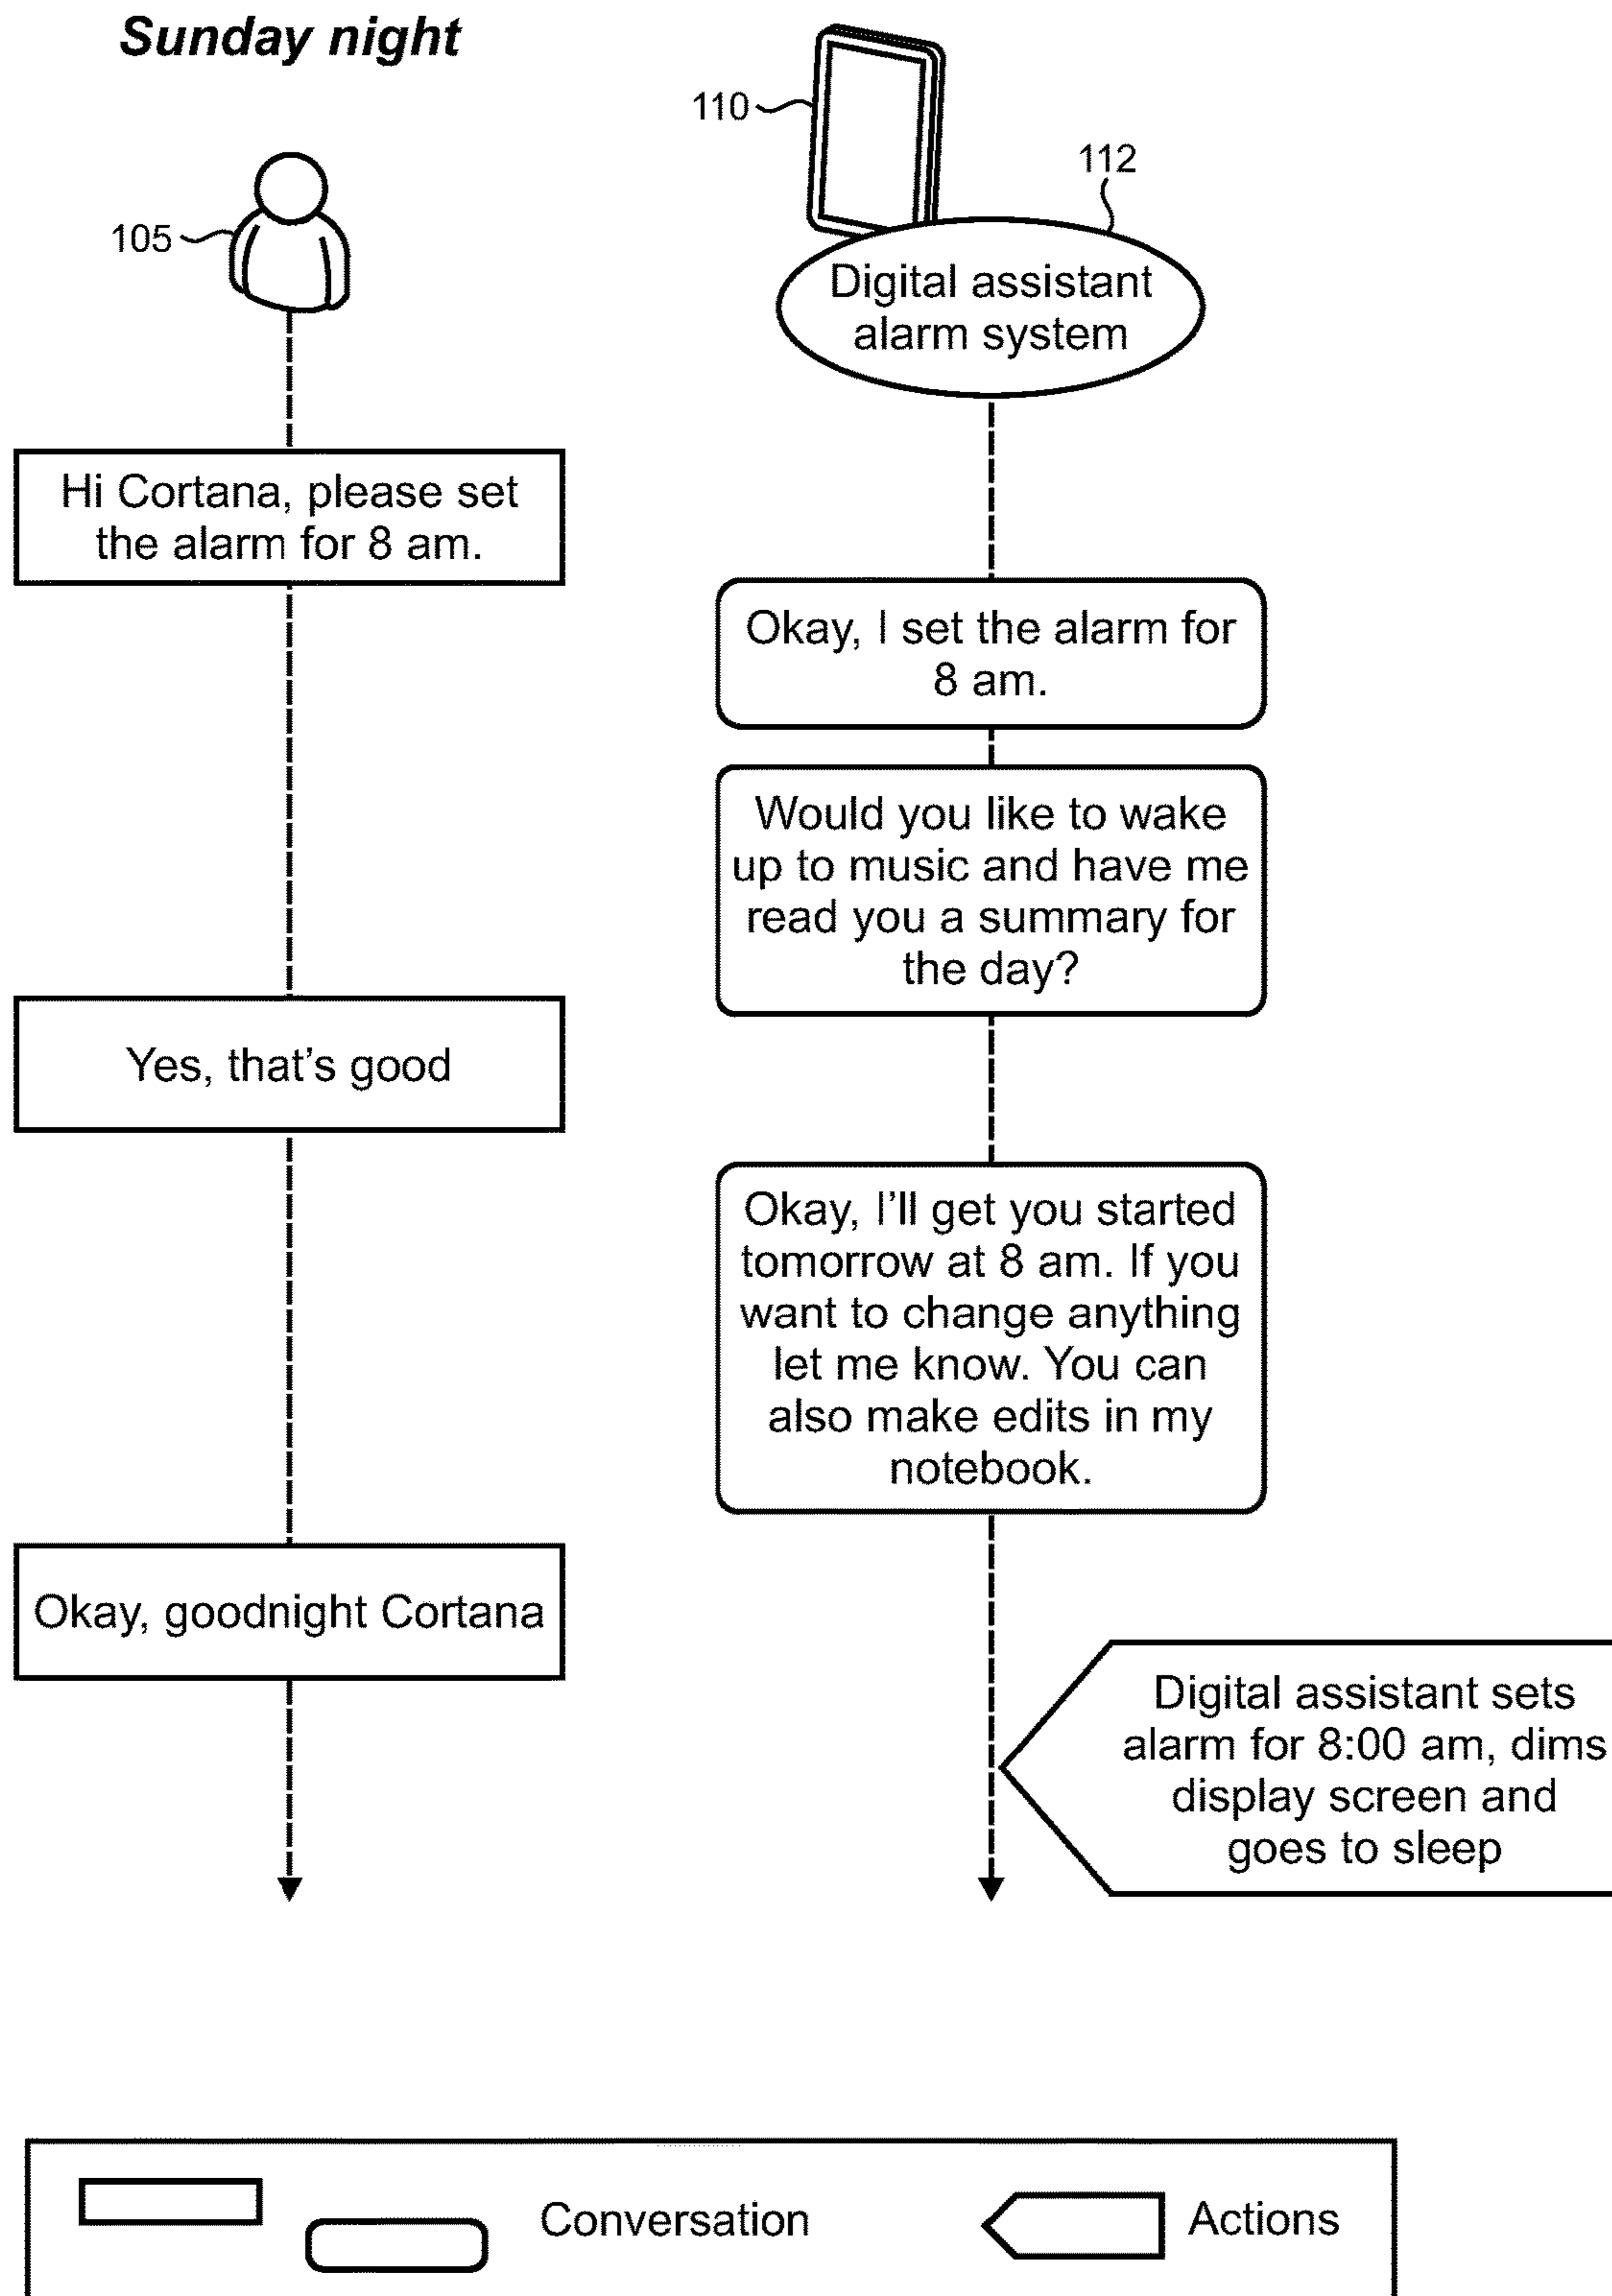 Sunday night
110
112
105
Digital assistant
alarm system
Hi Cortana, please set
the alarm for 8 am.
Okay, I set the alarm for
8 am.
Would you like to wake
up to music and have me
read you a summary for
the day?
Yes, that's good
Okay, I'll get you started
tomorrow at 8 am. If you
want to change anything
let me know. You can
also make edits in my
notebook.
Okay, goodnight Cortana
Digital assistant sets
alarm for 8:00 am, dims
display screen and
goes to sleep
Conversation
Actions